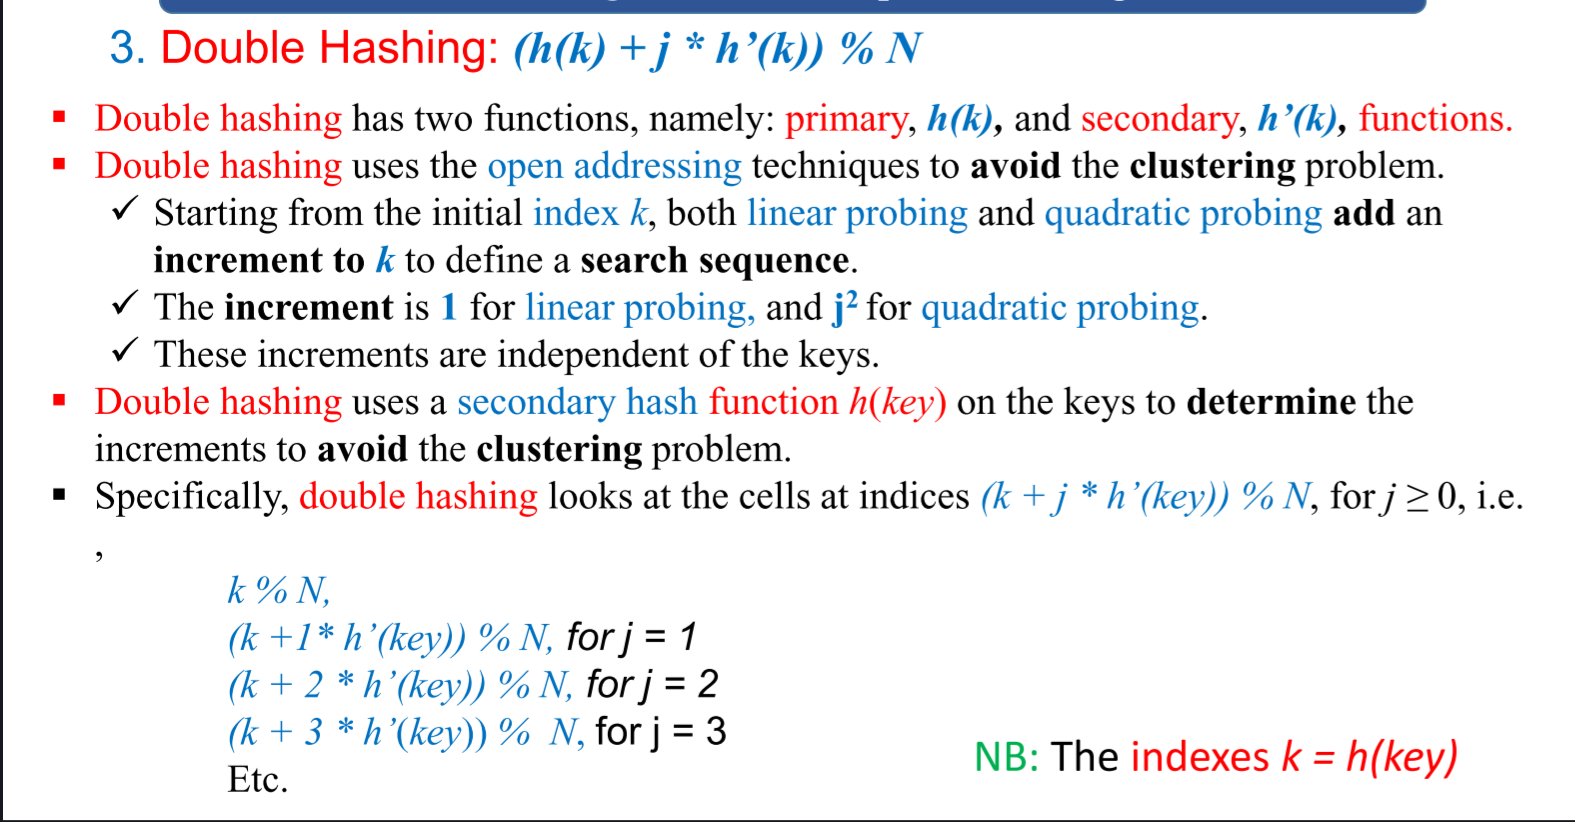 3. Double Hashing: (h(k) + j * h’(k)) % N
▪ Double hashing has two functions, namely: primary, h(k), and secondary, h’(k), functions.
▪ Double hashing uses the open addressing techniques to avoid the clustering problem.
✓ Starting from the initial index k, both linear probing and quadratic probing add an
increment to k to define a search sequence.
✓ The increment is 1 for linear probing, and j² for quadratic probing.
✓ These increments are independent of the keys.
▪ Double hashing uses a secondary hash function h(key) on the keys to determine the
increments to avoid the clustering problem.
▪ Specifically, double hashing looks at the cells at indices (k + j * h’(key)) % N, for j ≥ 0, i.e.
,
k % N,
(k +1* h’(key)) % N, for j = 1
(k + 2 * h’(key)) % N, for j = 2
(k + 3 * h’(key)) % N, for j = 3
Etc.
NB: The indexes k = h(key)